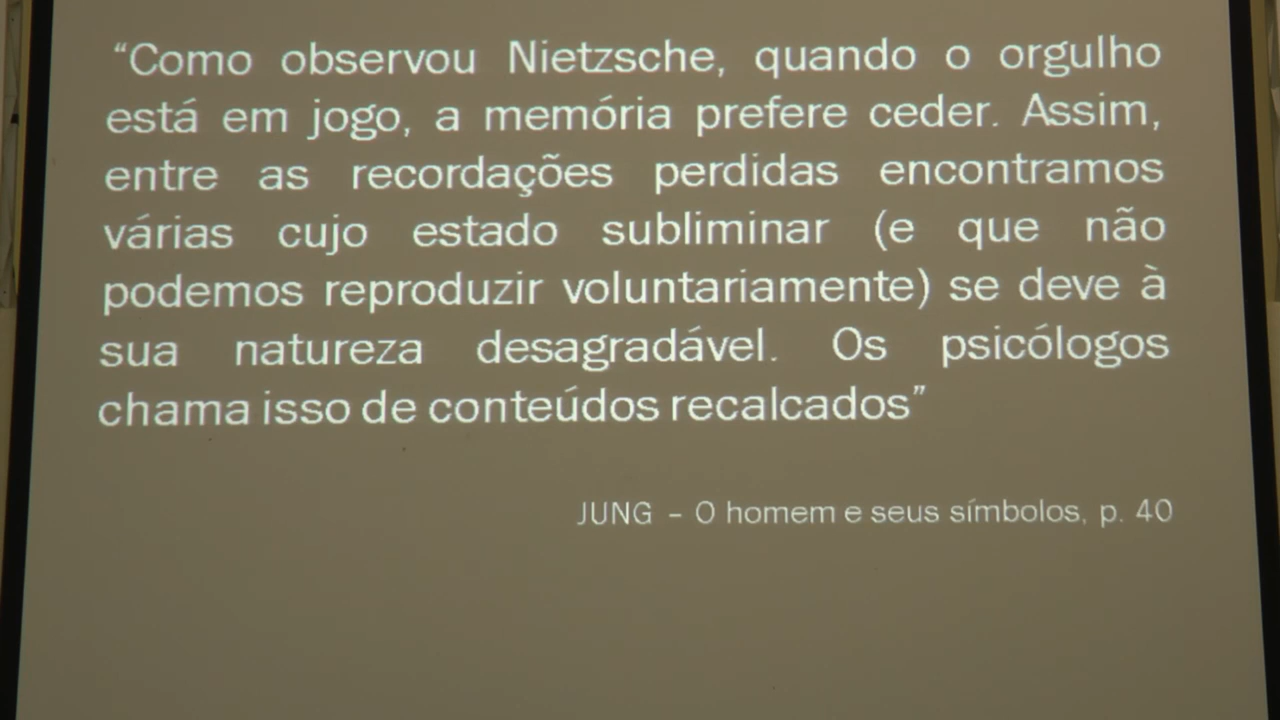 “Como observou Nietzsche, quando o orgulho
está em jogo, a memória prefere ceder. Assim,
entre as recordações perdidas encontramos
várias cujo estado subliminar (e que não
podemos reproduzir voluntariamente) se deve à
sua natureza desagradável. Os psicólogos
chama isso de conteúdos recalcados”
JUNG – O homem e seus símbolos, p. 40